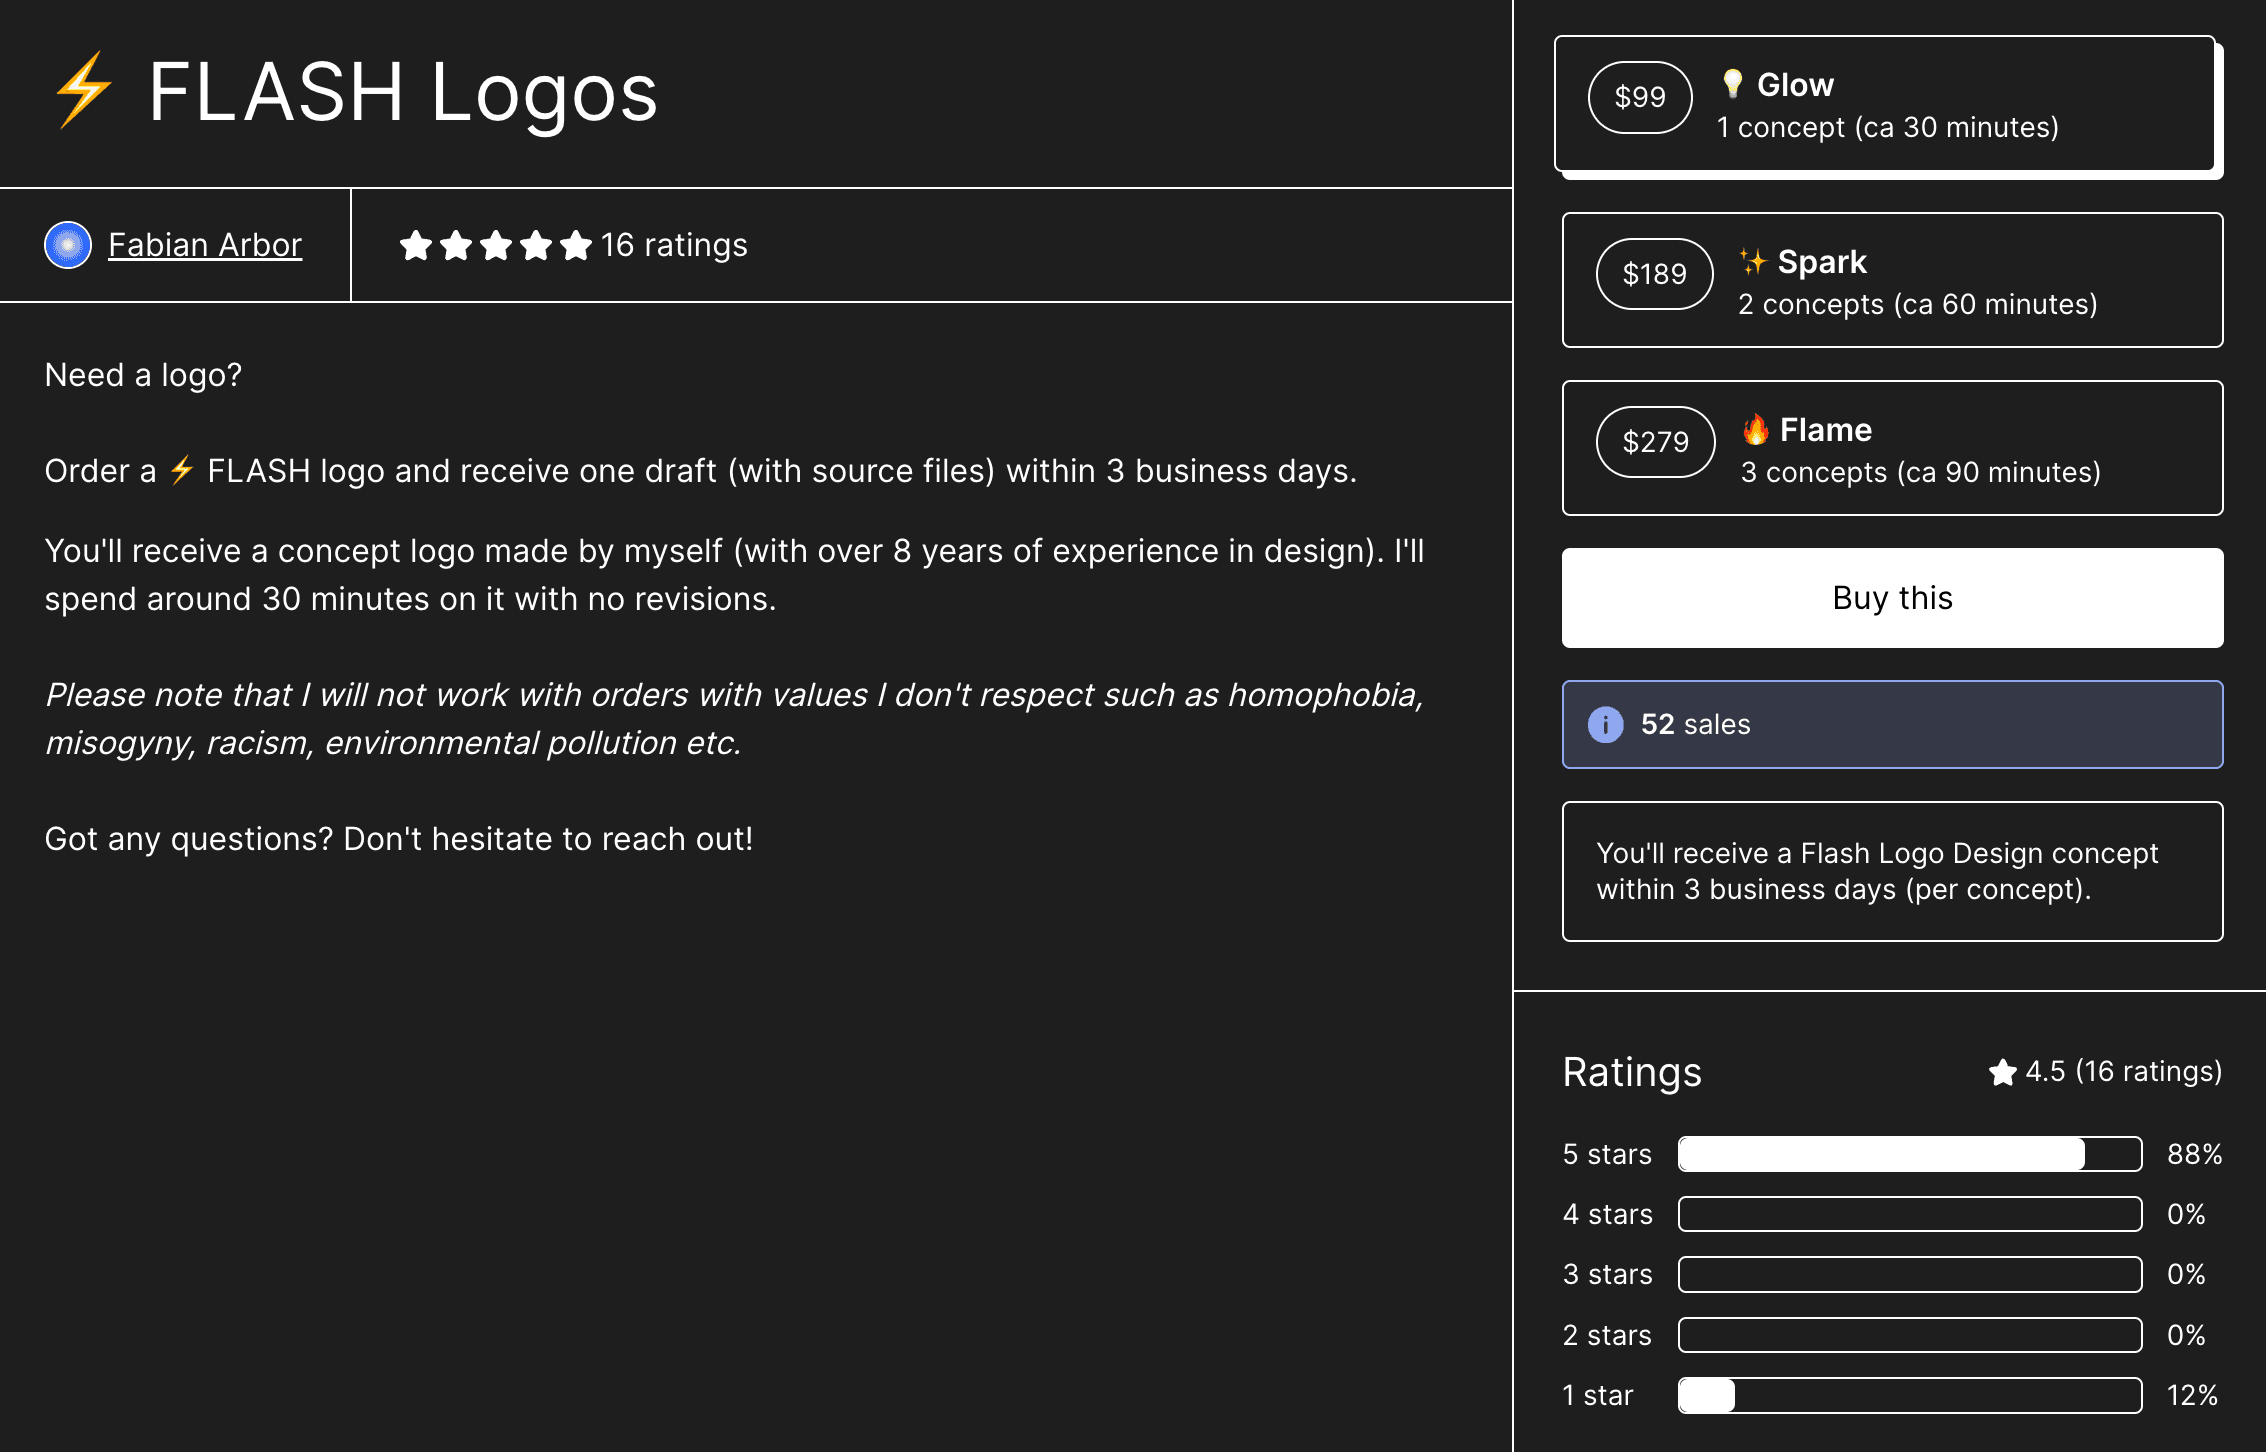 ⚡ FLASH Logos
Fabian Arbor
16 ratings
Need a logo?
Order a ⚡ FLASH logo and receive one draft (with source files) within 3 business days.
You'll receive a concept logo made by myself (with over 8 years of experience in design). I'll
spend around 30 minutes on it with no revisions.
Please note that I will not work with orders with values I don't respect such as homophobia,
misogyny, racism, environmental pollution etc.
Got any questions? Don't hesitate to reach out!
$99
💡 Glow
1 concept (ca 30 minutes)
$189
✨ Spark
2 concepts (ca 60 minutes)
$279
🔥 Flame
3 concepts (ca 90 minutes)
Buy this
52 sales
You'll receive a Flash Logo Design concept
within 3 business days (per concept).
Ratings
4.5 (16 ratings)
5 stars 88%
4 stars 0%
3 stars 0%
2 stars 0%
1 star 12%